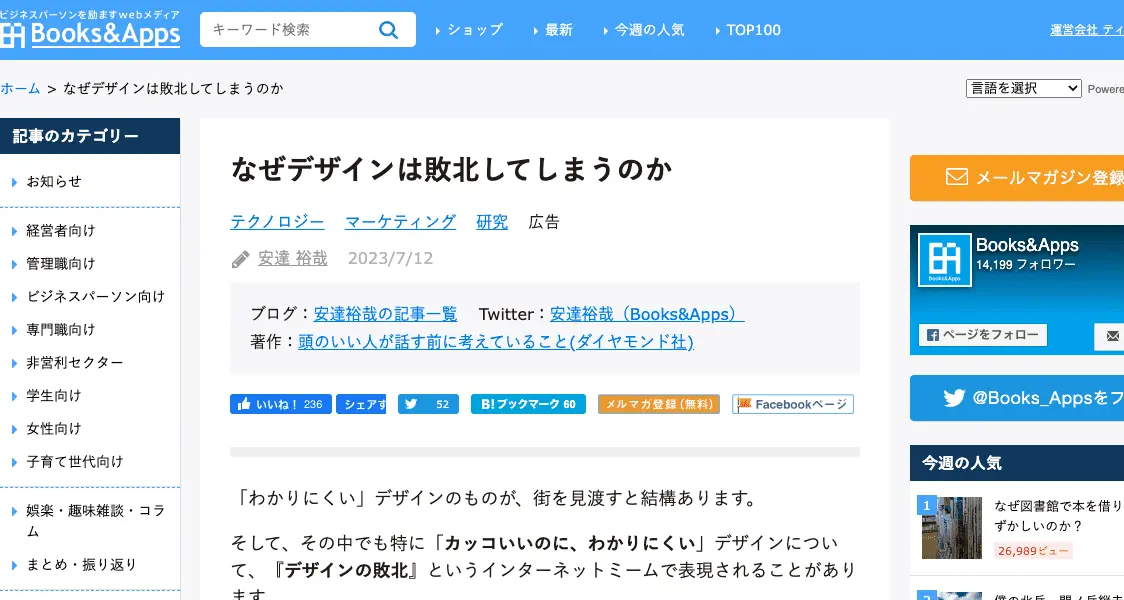 ビジネスパーソンを励ますwebメディア
Books&Apps
キーワード検索
ショップ
最新
今週の人気
TOP100
運営会社 ティ
ホーム > なぜデザインは敗北してしまうのか
言語を選択
Powere
記事のカテゴリー
お知らせ
経営者向け
管理職向け
ビジネスパーソン向け
専門職向け
非営利セクター
学生向け
女性向け
子育て世代向け
娯楽・趣味雑談・コラ
ム
まとめ・振り返り
なぜデザインは敗北してしまうのか
テクノロジー マーケティング 研究 広告
安達 裕哉 2023/7/12
ブログ：安達裕哉の記事一覧 Twitter：安達裕哉（Books&Apps）
著作：頭のいい人が話す前に考えていること(ダイヤモンド社)
いいね！ 236 シェアす 52 B!ブックマーク 60 メルマガ登録(無料) Facebookページ
「わかりにくい」デザインのものが、街を見渡すと結構あります。
そして、その中でも特に「カッコいいのに、わかりにくい」デザインについ
て、『デザインの敗北』というインターネットミームで表現されることがあり
ます
メールマガジン登録
Books&Apps
Books&Apps
14,199 フォロワー
ページをフォロー
@Books_Appsをフ
今週の人気
1
なぜ図書館で本を借り
ずかしいのか？
26,989ビュー
2